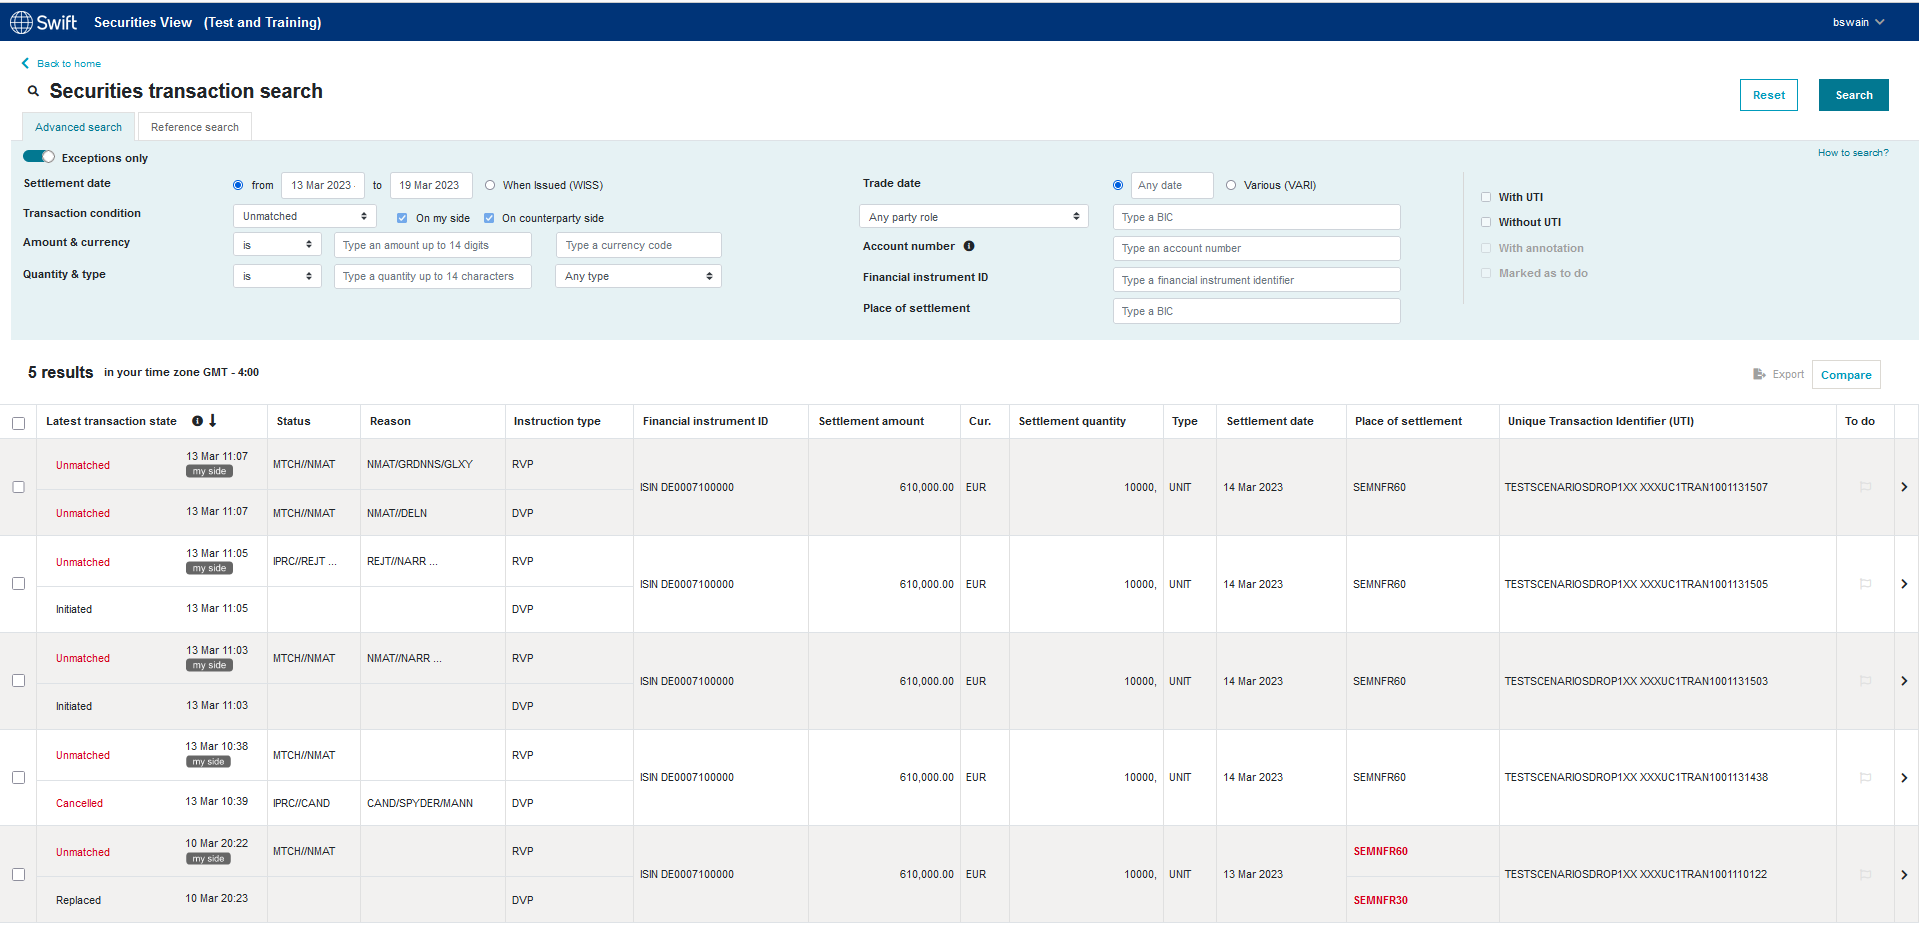 Swift Securities View (Test and Training) bswain
Back to home
Securities transaction search
Reset Search
Advanced search Reference search
Exceptions only How to search?
Settlement date from 13 Mar 2023 to 19 Mar 2023 When Issued (WISS) Trade date Any date Various (VARI)
With UTI
Transaction condition Unmatched On my side On counterparty side Any party role Type a BIC
Without UTI
Amount & currency is Type an amount up to 14 digits Type a currency code Account number Type an account number
With annotation
Quantity & type is Type a quantity up to 14 characters Any type Financial instrument ID Type a financial instrument identifier
Marked as to do
Place of settlement Type a BIC
5 results in your time zone GMT - 4:00 Export Compare
Latest transaction state Status Reason Instruction type Financial instrument ID Settlement amount Cur. Settlement quantity Type Settlement date Place of settlement Unique Transaction Identifier (UTI) To do
Unmatched 13 Mar 11:07 MTCH//NMAT NMAT/GRDNNS/GLXY RVP
my side
ISIN DE0007100000 610,000.00 EUR 10000, UNIT 14 Mar 2023 SEMNFR60 TESTSCENARIOSDROP1XX XXXUC1TRAN1001131507
Unmatched 13 Mar 11:07 MTCH//NMAT NMAT//DELN DVP
Unmatched 13 Mar 11:05 IPRC//REJT ... REJT//NARR ... RVP
my side
ISIN DE0007100000 610,000.00 EUR 10000, UNIT 14 Mar 2023 SEMNFR60 TESTSCENARIOSDROP1XX XXXUC1TRAN1001131505
Initiated 13 Mar 11:05 DVP
Unmatched 13 Mar 11:03 MTCH//NMAT NMAT//NARR ... RVP
my side
ISIN DE0007100000 610,000.00 EUR 10000, UNIT 14 Mar 2023 SEMNFR60 TESTSCENARIOSDROP1XX XXXUC1TRAN1001131503
Initiated 13 Mar 11:03 DVP
Unmatched 13 Mar 10:38 MTCH//NMAT RVP
my side
ISIN DE0007100000 610,000.00 EUR 10000, UNIT 14 Mar 2023 SEMNFR60 TESTSCENARIOSDROP1XX XXXUC1TRAN1001131438
Cancelled 13 Mar 10:39 IPRC//CAND CAND/SPYDER/MANN DVP
Unmatched 10 Mar 20:22 MTCH//NMAT RVP SEMNFR60
my side
ISIN DE0007100000 610,000.00 EUR 10000, UNIT 13 Mar 2023 TESTSCENARIOSDROP1XX XXXUC1TRAN1001110122
Replaced 10 Mar 20:23 DVP SEMNFR30